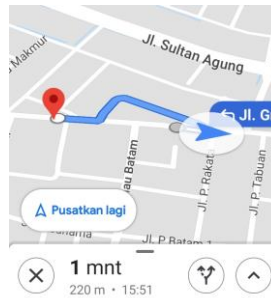 Jl. Sultan Agung
Makmur
Jl. G
Jl. P. Rakata
Jl. P. Tabuan
au Batam
Pusatkan lagi
Jl. P Batam 1
1 mnt
220 m • 15:51